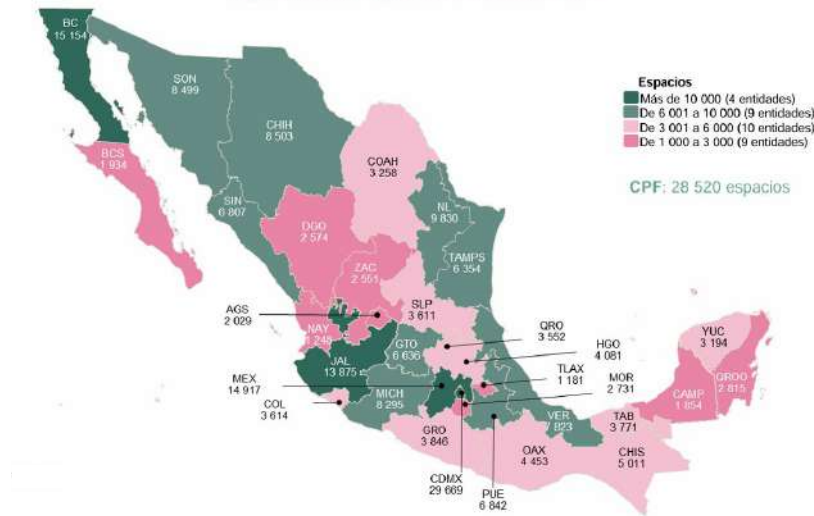 BC
15 154
SON
8 499
CHIH
8 503
COAH
3 258
BCS
1 934
SIN
6 807
DGO
2 574
NL
9 830
TAMPS
6 354
ZAC
2 551
SLP
3 611
AGS
2 029
NAY
1 248
JAL
13 875
GTO
6 636
QRO
3 552
HGO
4 081
TLAX
1 181
MOR
2 731
MEX
14 917
COL
3 614
MICH
8 295
GRO
3 846
CDMX
29 669
PUE
6 842
OAX
4 453
VER
823
TAB
3 771
CHIS
5 011
CAMP
1 854
YUC
3 194
QROO
2 815
Espacios
Más de 10 000 (4 entidades)
De 6 001 a 10 000 (9 entidades)
De 3 001 a 6 000 (10 entidades)
De 1 000 a 3 000 (9 entidades)
CPF: 28 520 espacios